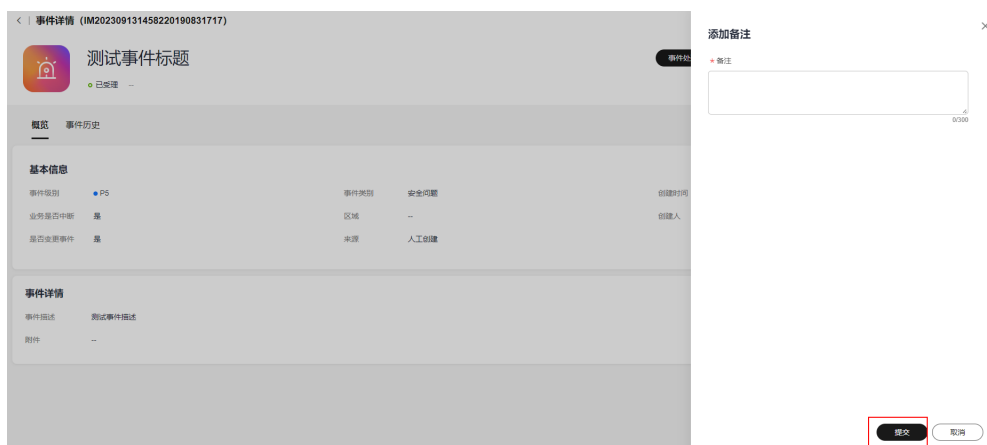 事件详情（IM202309131458220190831717）
测试事件标题
已受理 --
事件处
概览 事件历史
基本信息
事件级别 P5 事件类别 安全问题 创建时间
业务是否中断 是 区域 -- 创建人
是否变更事件 是 来源 人工创建
事件详情
事件描述 测试事件描述
附件 --
添加备注
* 备注
0/300
提交 取消